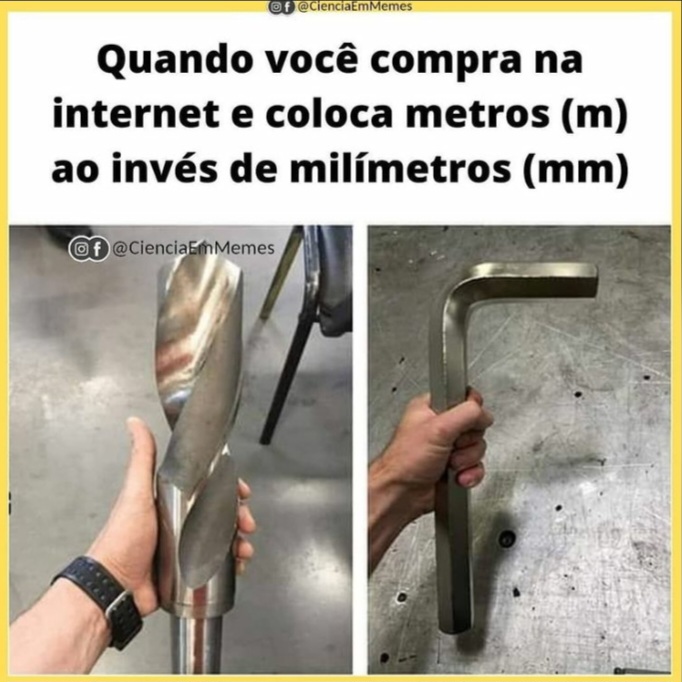 @CienciaEmMemes
Quando você compra na
internet e coloca metros (m)
ao invés de milímetros (mm)
@CienciaEmMemes